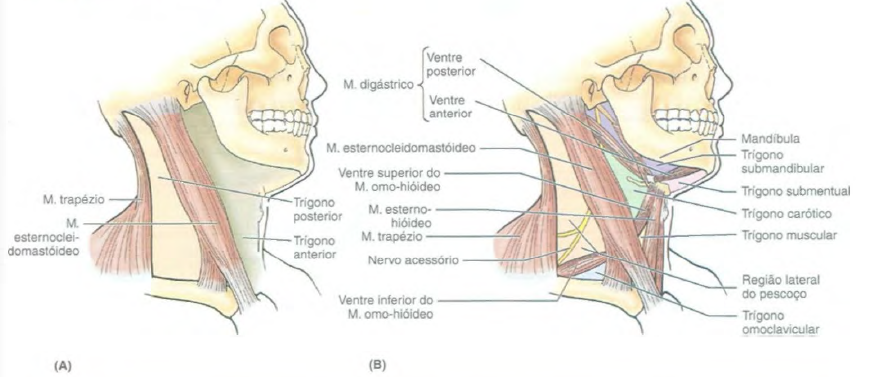 M. trapézio
M.
esternoclei-
domastóideo
Trígono
posterior
Trígono
anterior
(A)
M. digástrico
Ventre
posterior
Ventre
anterior
M. esternocleidomastóideo
Ventre superior do
M. omo-hióideo
M. esterno-
hióideo
M. trapézio
Nervo acessório
Ventre inferior do
M. omo-hióideo
Mandíbula
Trígono
submandibular
Trígono submentual
Trígono carótico
Trígono muscular
Região lateral
do pescoço
Trígono
omoclavicular
(B)